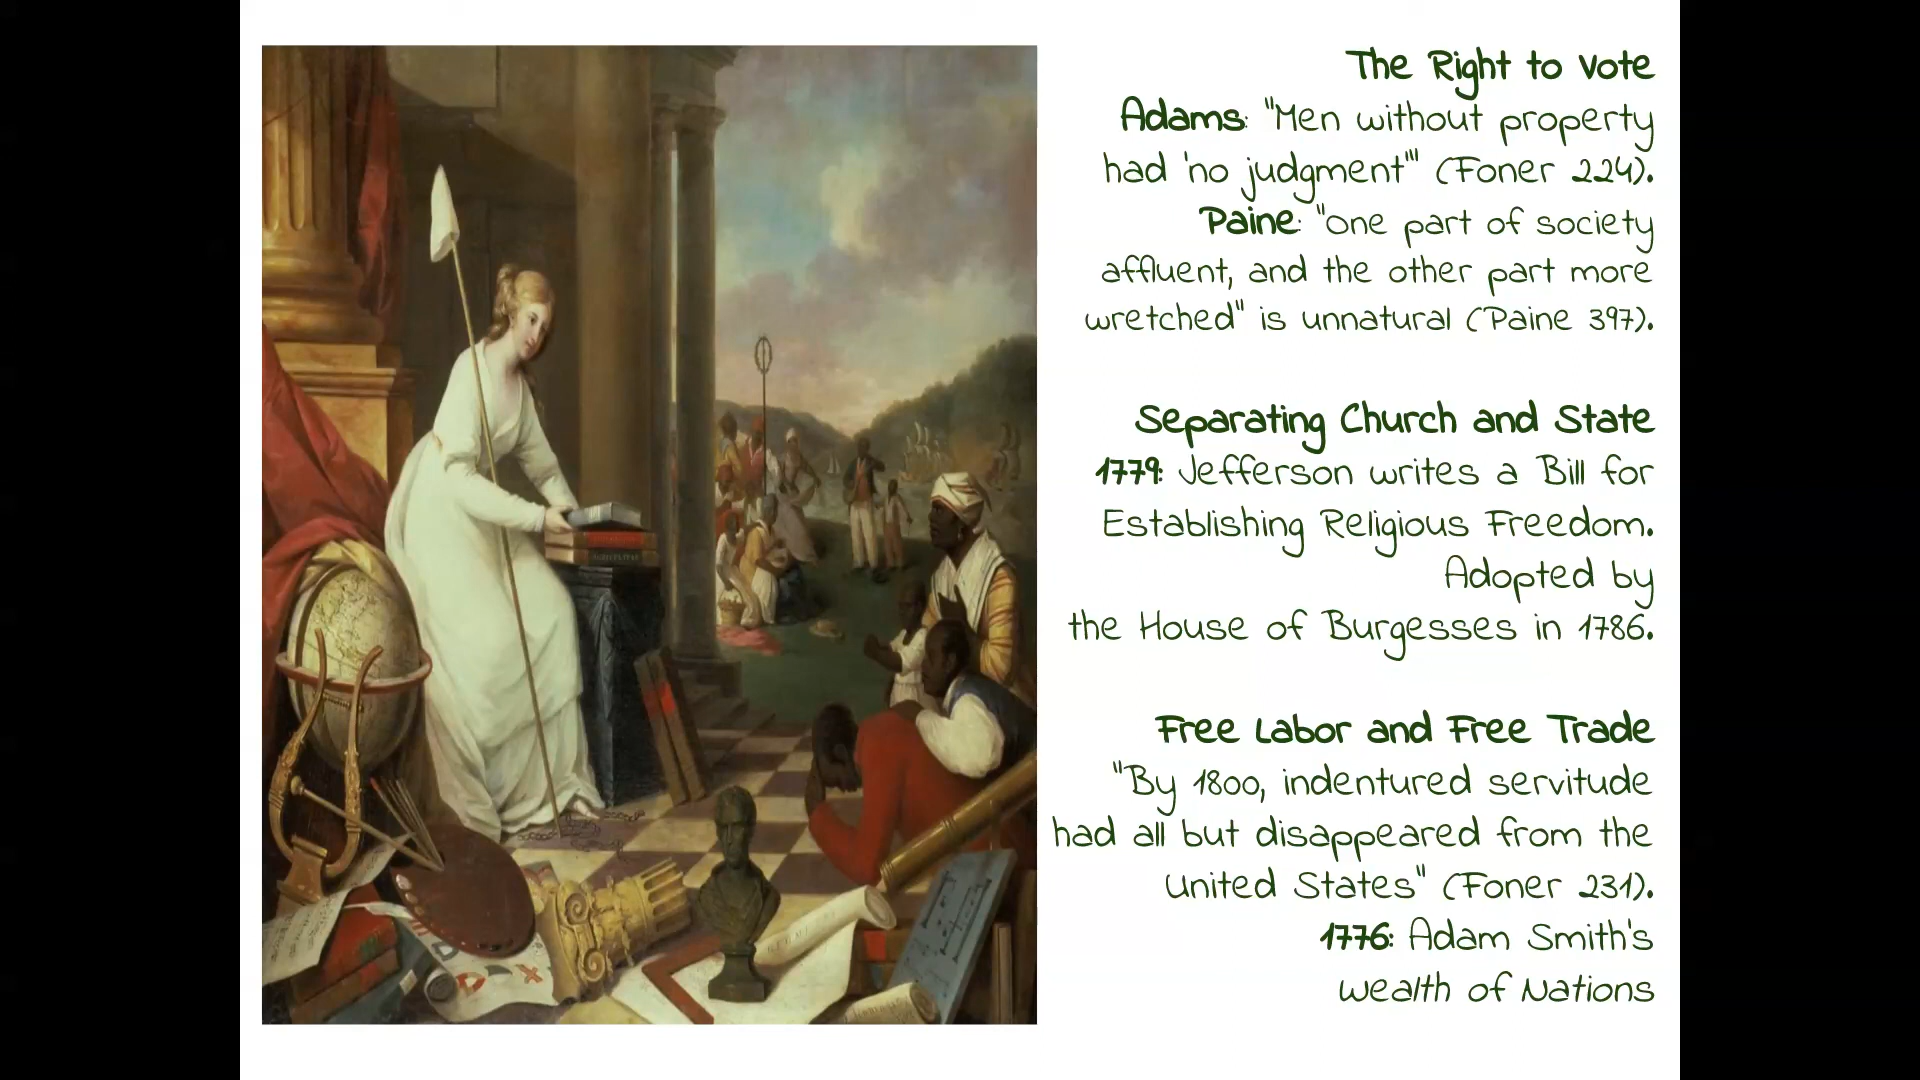 The Right to Vote
Adams: "Men without property
had 'no judgment'" (Foner 224).
Paine: "One part of society
affluent, and the other part more
wretched" is unnatural (Paine 397).
Separating Church and State
1779: Jefferson writes a Bill for
Establishing Religious Freedom.
Adopted by
the House of Burgesses in 1786.
Free Labor and Free Trade
"By 1800, indentured servitude
had all but disappeared from the
United States" (Foner 231).
1776: Adam Smith's
Wealth of Nations